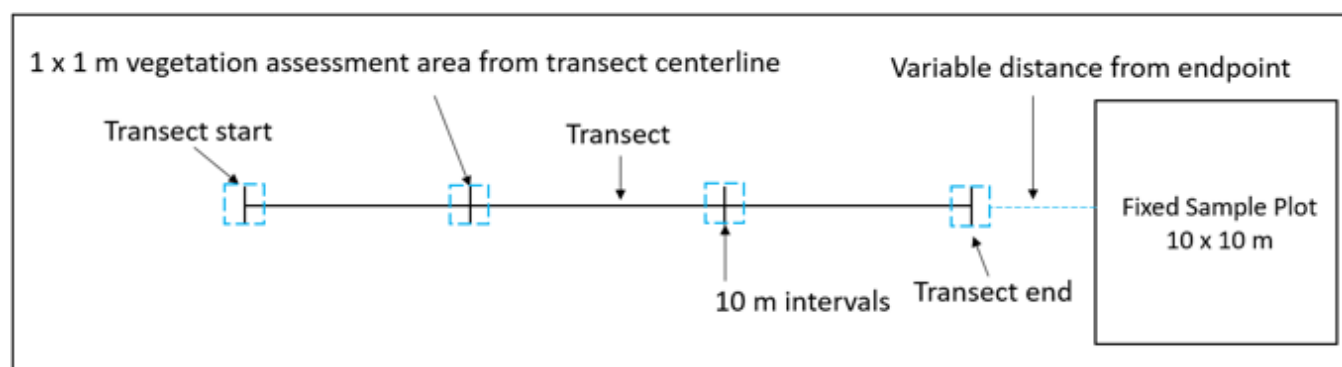 1 x 1 m vegetation assessment area from transect centerline
Variable distance from endpoint
Transect start
Transect
Fixed Sample Plot
10 x 10 m
10 m intervals
Transect end